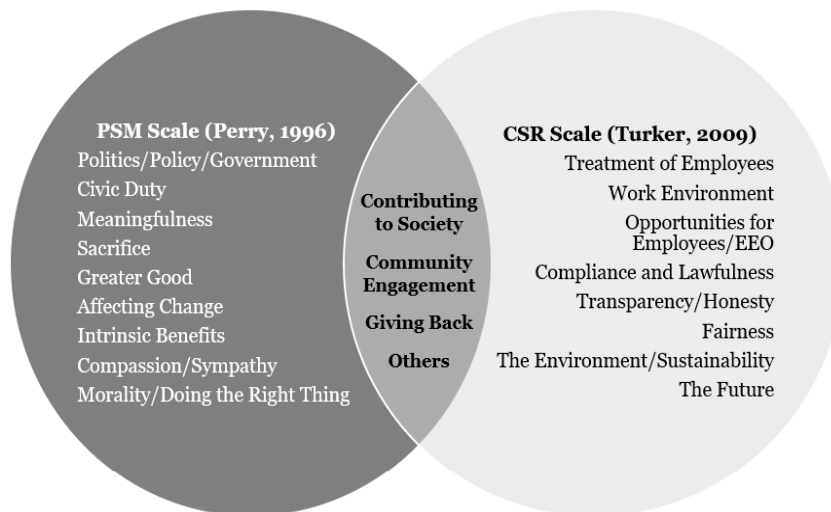 PSM Scale (Perry, 1996)
Politics/Policy/Government
Civic Duty
Meaningfulness
Sacrifice
Greater Good
Affecting Change
Intrinsic Benefits
Compassion/Sympathy
Morality/Doing the Right Thing
Contributing
to Society
Community
Engagement
Giving Back
Others
CSR Scale (Turker, 2009)
Treatment of Employees
Work Environment
Opportunities for
Employees/EEO
Compliance and Lawfulness
Transparency/Honesty
Fairness
The Environment/Sustainability
The Future